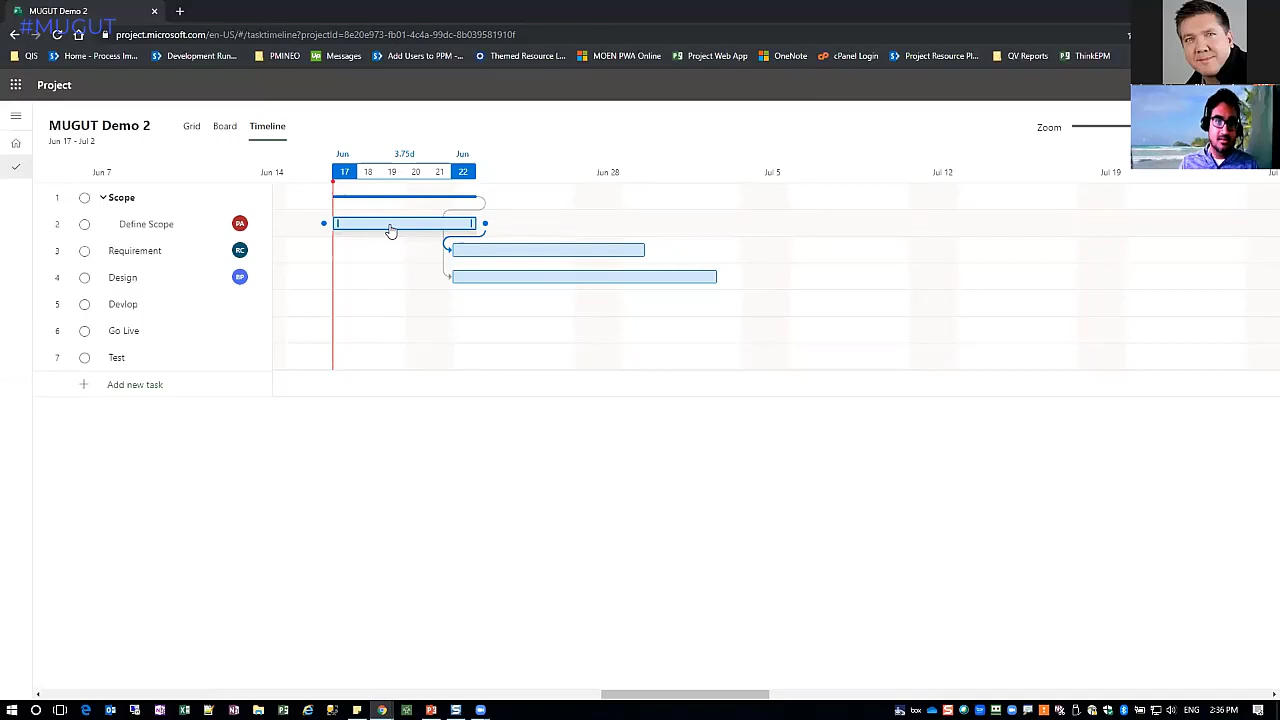 MUGUT Demo 2
#MUGUT
project.microsoft.com/en-US/#/tasktimeline?projectId=8e20e973-fb01-4c4a-99dc-8b039581910f
QIS
Home - Process Im...
Development Run...
PMINEO
Messages
Add Users to PPM -...
Themed Resource L...
MOEN PWA Online
Project Web App
OneNote
cPanel Login
Project Resource Pl...
QV Reports
ThinkEPM
Project
MUGUT Demo 2
Grid
Board
Timeline
Zoom
Jun 17 - Jul 2
Jun 3.75d Jun
Jun 7 Jun 14 17 18 19 20 21 22 Jun 28 Jul 5 Jul 12 Jul 19 Jul
1 Scope
2 Define Scope PA
3 Requirement RC
4 Design BP
5 Devlop
6 Go Live
7 Test
Add new task
box
ENG
2:36 PM